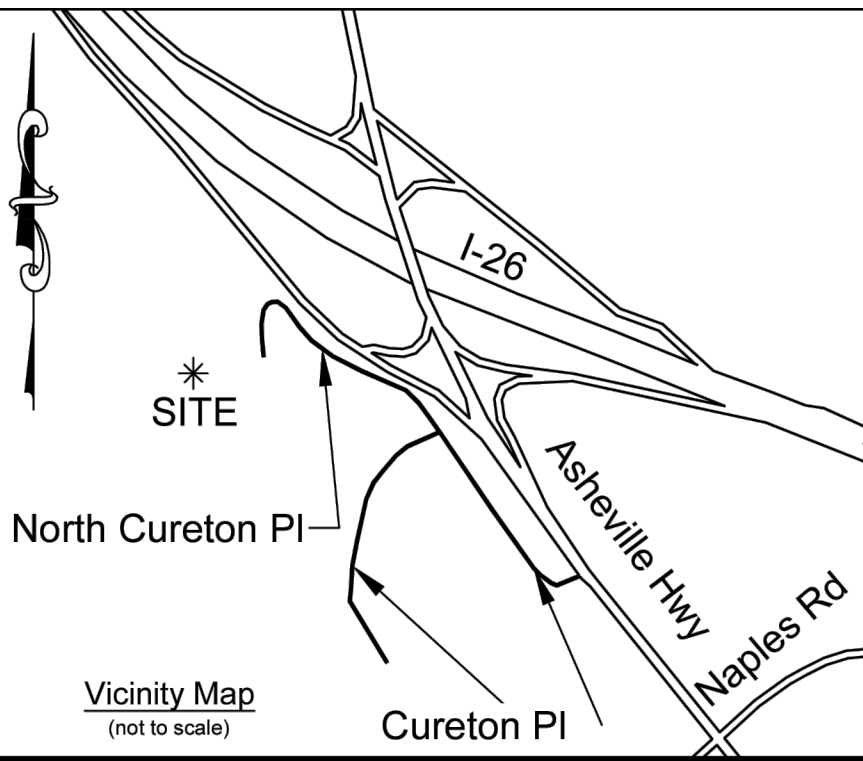 I-26
SITE
North Cureton Pl
Asheville Hwy
Naples Rd
Vicinity Map
(not to scale)
Cureton Pl